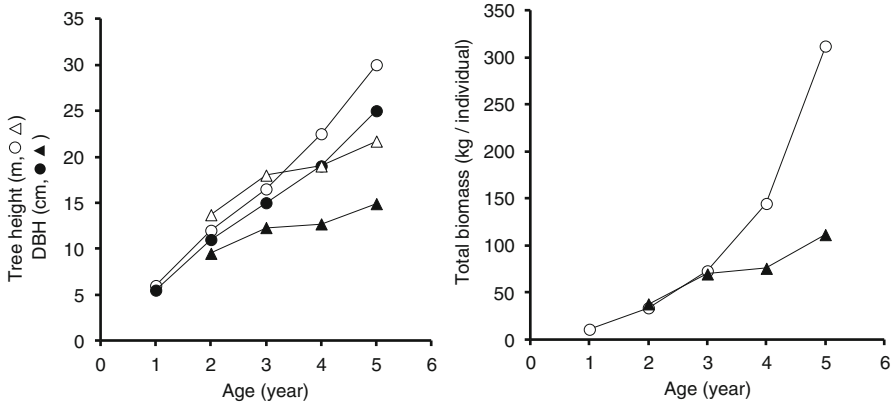 Tree height (m, ○ △)
DBH (cm, ● ▲)
35
30
25
20
15
10
5
0
0 1 2 3 4 5 6
Age (year)
Total biomass (kg / individual)
350
300
250
200
150
100
50
0
0 1 2 3 4 5 6
Age (year)